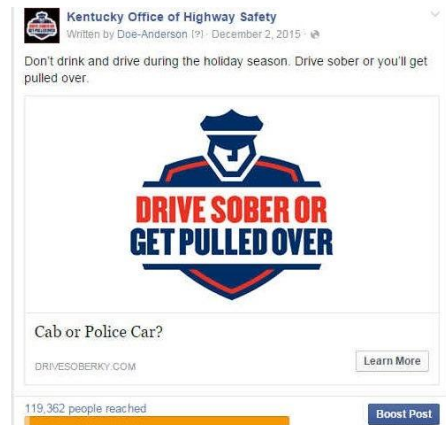 Kentucky Office of Highway Safety
Written by Doe-Anderson [?] · December 2, 2015 ·
Don't drink and drive during the holiday season. Drive sober or you'll get
pulled over.
DRIVE SOBER OR
GET PULLED OVER
Cab or Police Car?
DRIVESOBERKY.COM
Learn More
119,362 people reached
Boost Post